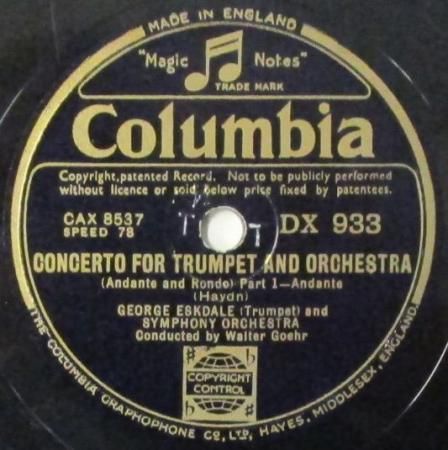 MADE IN ENGLAND
"Magic Notes"
TRADE MARK
Columbia
Copyright, patented Record. Not to be publicly performed
without licence or sold below price fixed by patentees.
CAX 8537
SPEED 78
DX 933
CONCERTO FOR TRUMPET AND ORCHESTRA
(Andante and Rondo) Part 1—Andante
(Haydn)
GEORGE ESKDALE (Trumpet) and
SYMPHONY ORCHESTRA
Conducted by Walter Goehr
COPYRIGHT
CONTROL
THE COLUMBIA GRAPHOPHONE CO, LTD, HAYES, MIDDLESEX, ENGLAND.